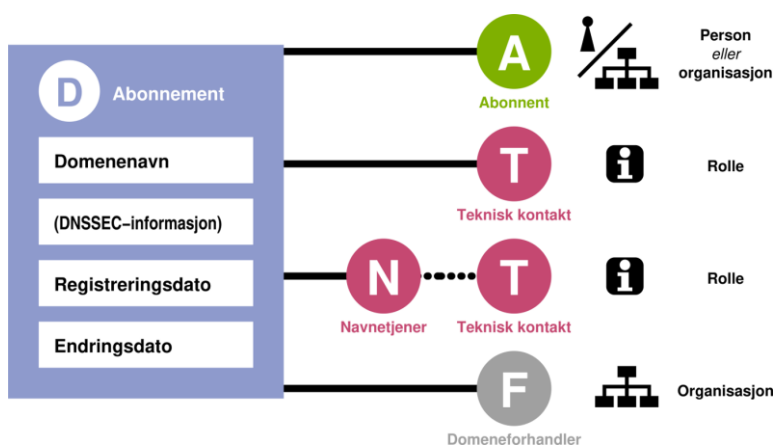 D Abonnement
Domenenavn
(DNSSEC–informasjon)
Registreringsdato
Endringsdato
A
Abonnent
Person
eller
organisasjon
T
Teknisk kontakt
i
Rolle
N
Navnetjener
T
Teknisk kontakt
i
Rolle
F
Domeneforhandler
Organisasjon